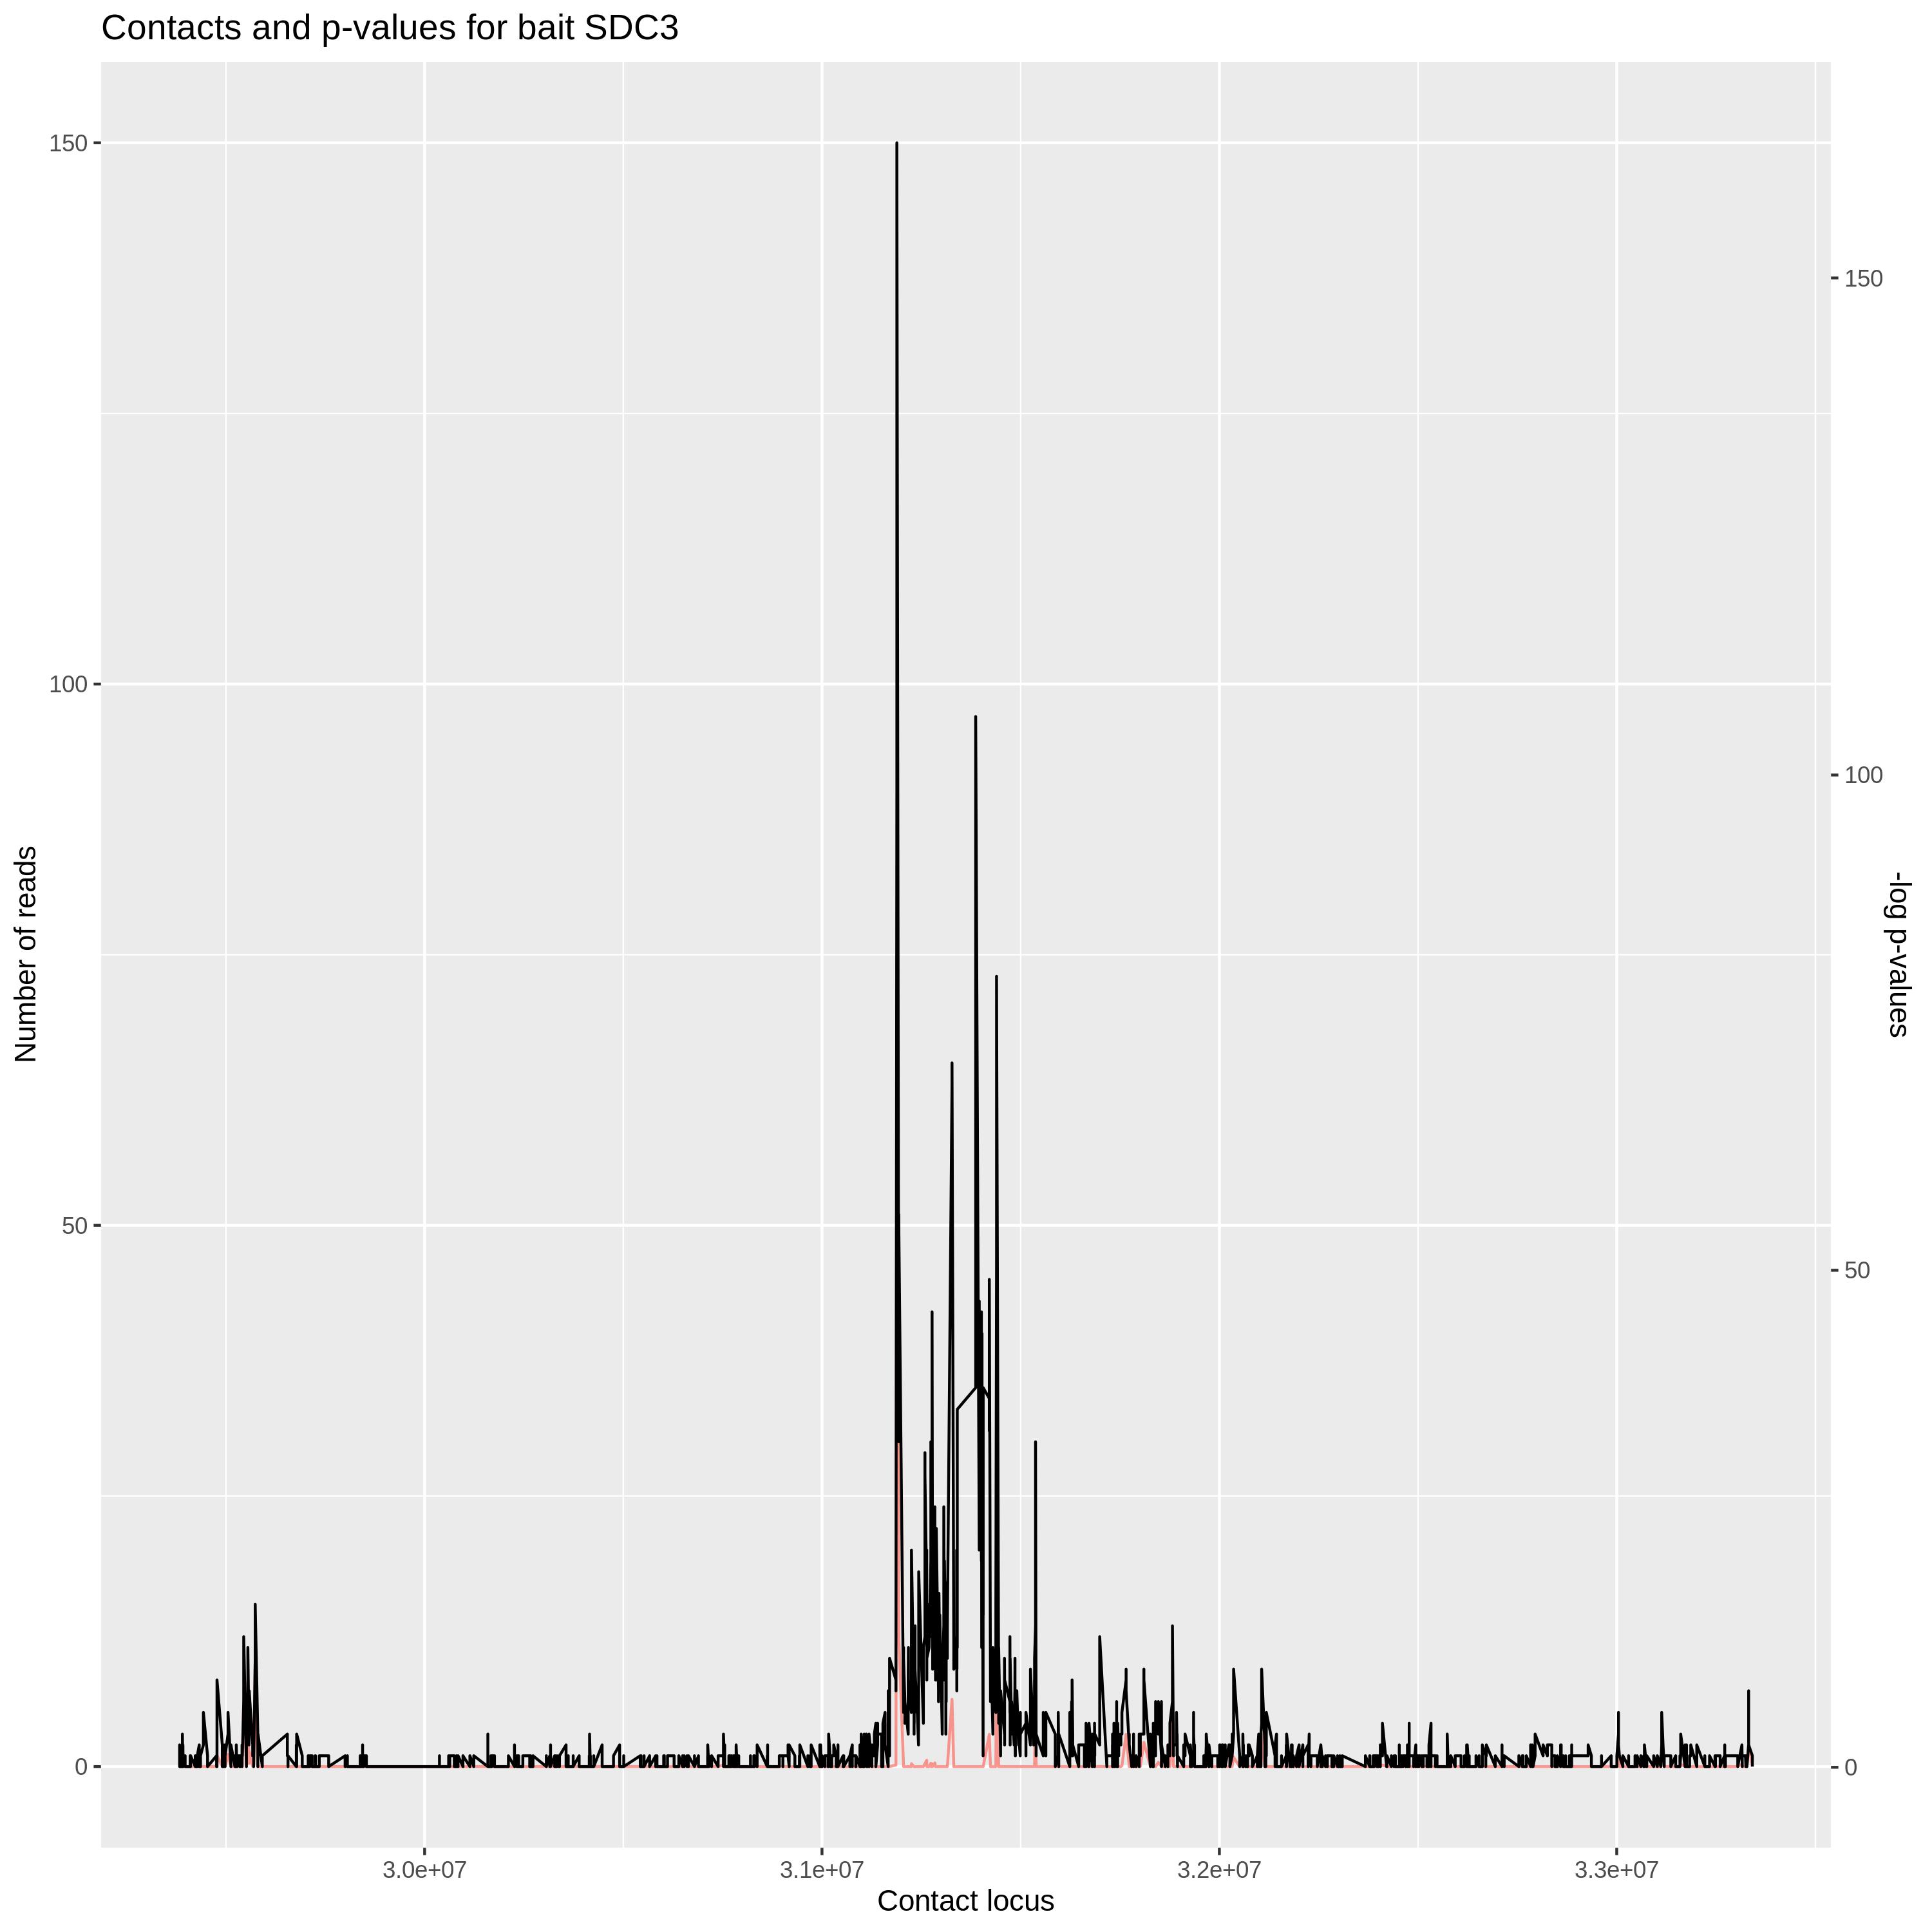 Contacts and p-values for bait SDC3
150
100
50
0
Number of reads
150
100
50
0
-log p-values
3.0e+07
3.1e+07
3.2e+07
3.3e+07
Contact locus